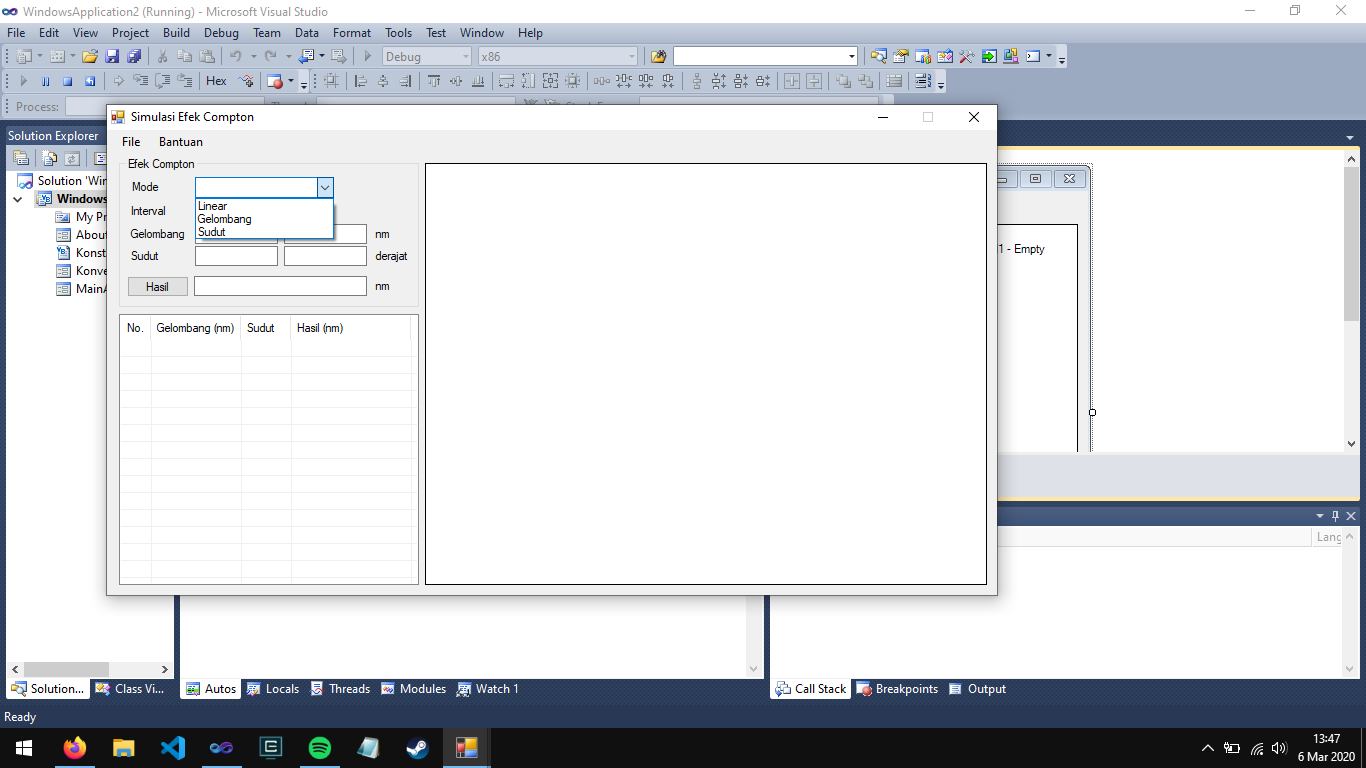 WindowsApplication2 (Running) - Microsoft Visual Studio
File Edit View Project Build Debug Team Data Format Tools Test Window Help
Debug x86
Hex
Process:
Solution Explorer
Solution 'Win
Windows
My Pr
About
Konst
Konve
MainA
Simulasi Efek Compton
File Bantuan
Efek Compton
Mode
Linear
Gelombang
Sudut
Interval
Gelombang nm
Sudut derajat
Hasil nm
No. Gelombang (nm) Sudut Hasil (nm)
1 - Empty
Lang
Solution... Class Vi... Autos Locals Threads Modules Watch 1 Call Stack Breakpoints Output
Ready
13:47
6 Mar 2020